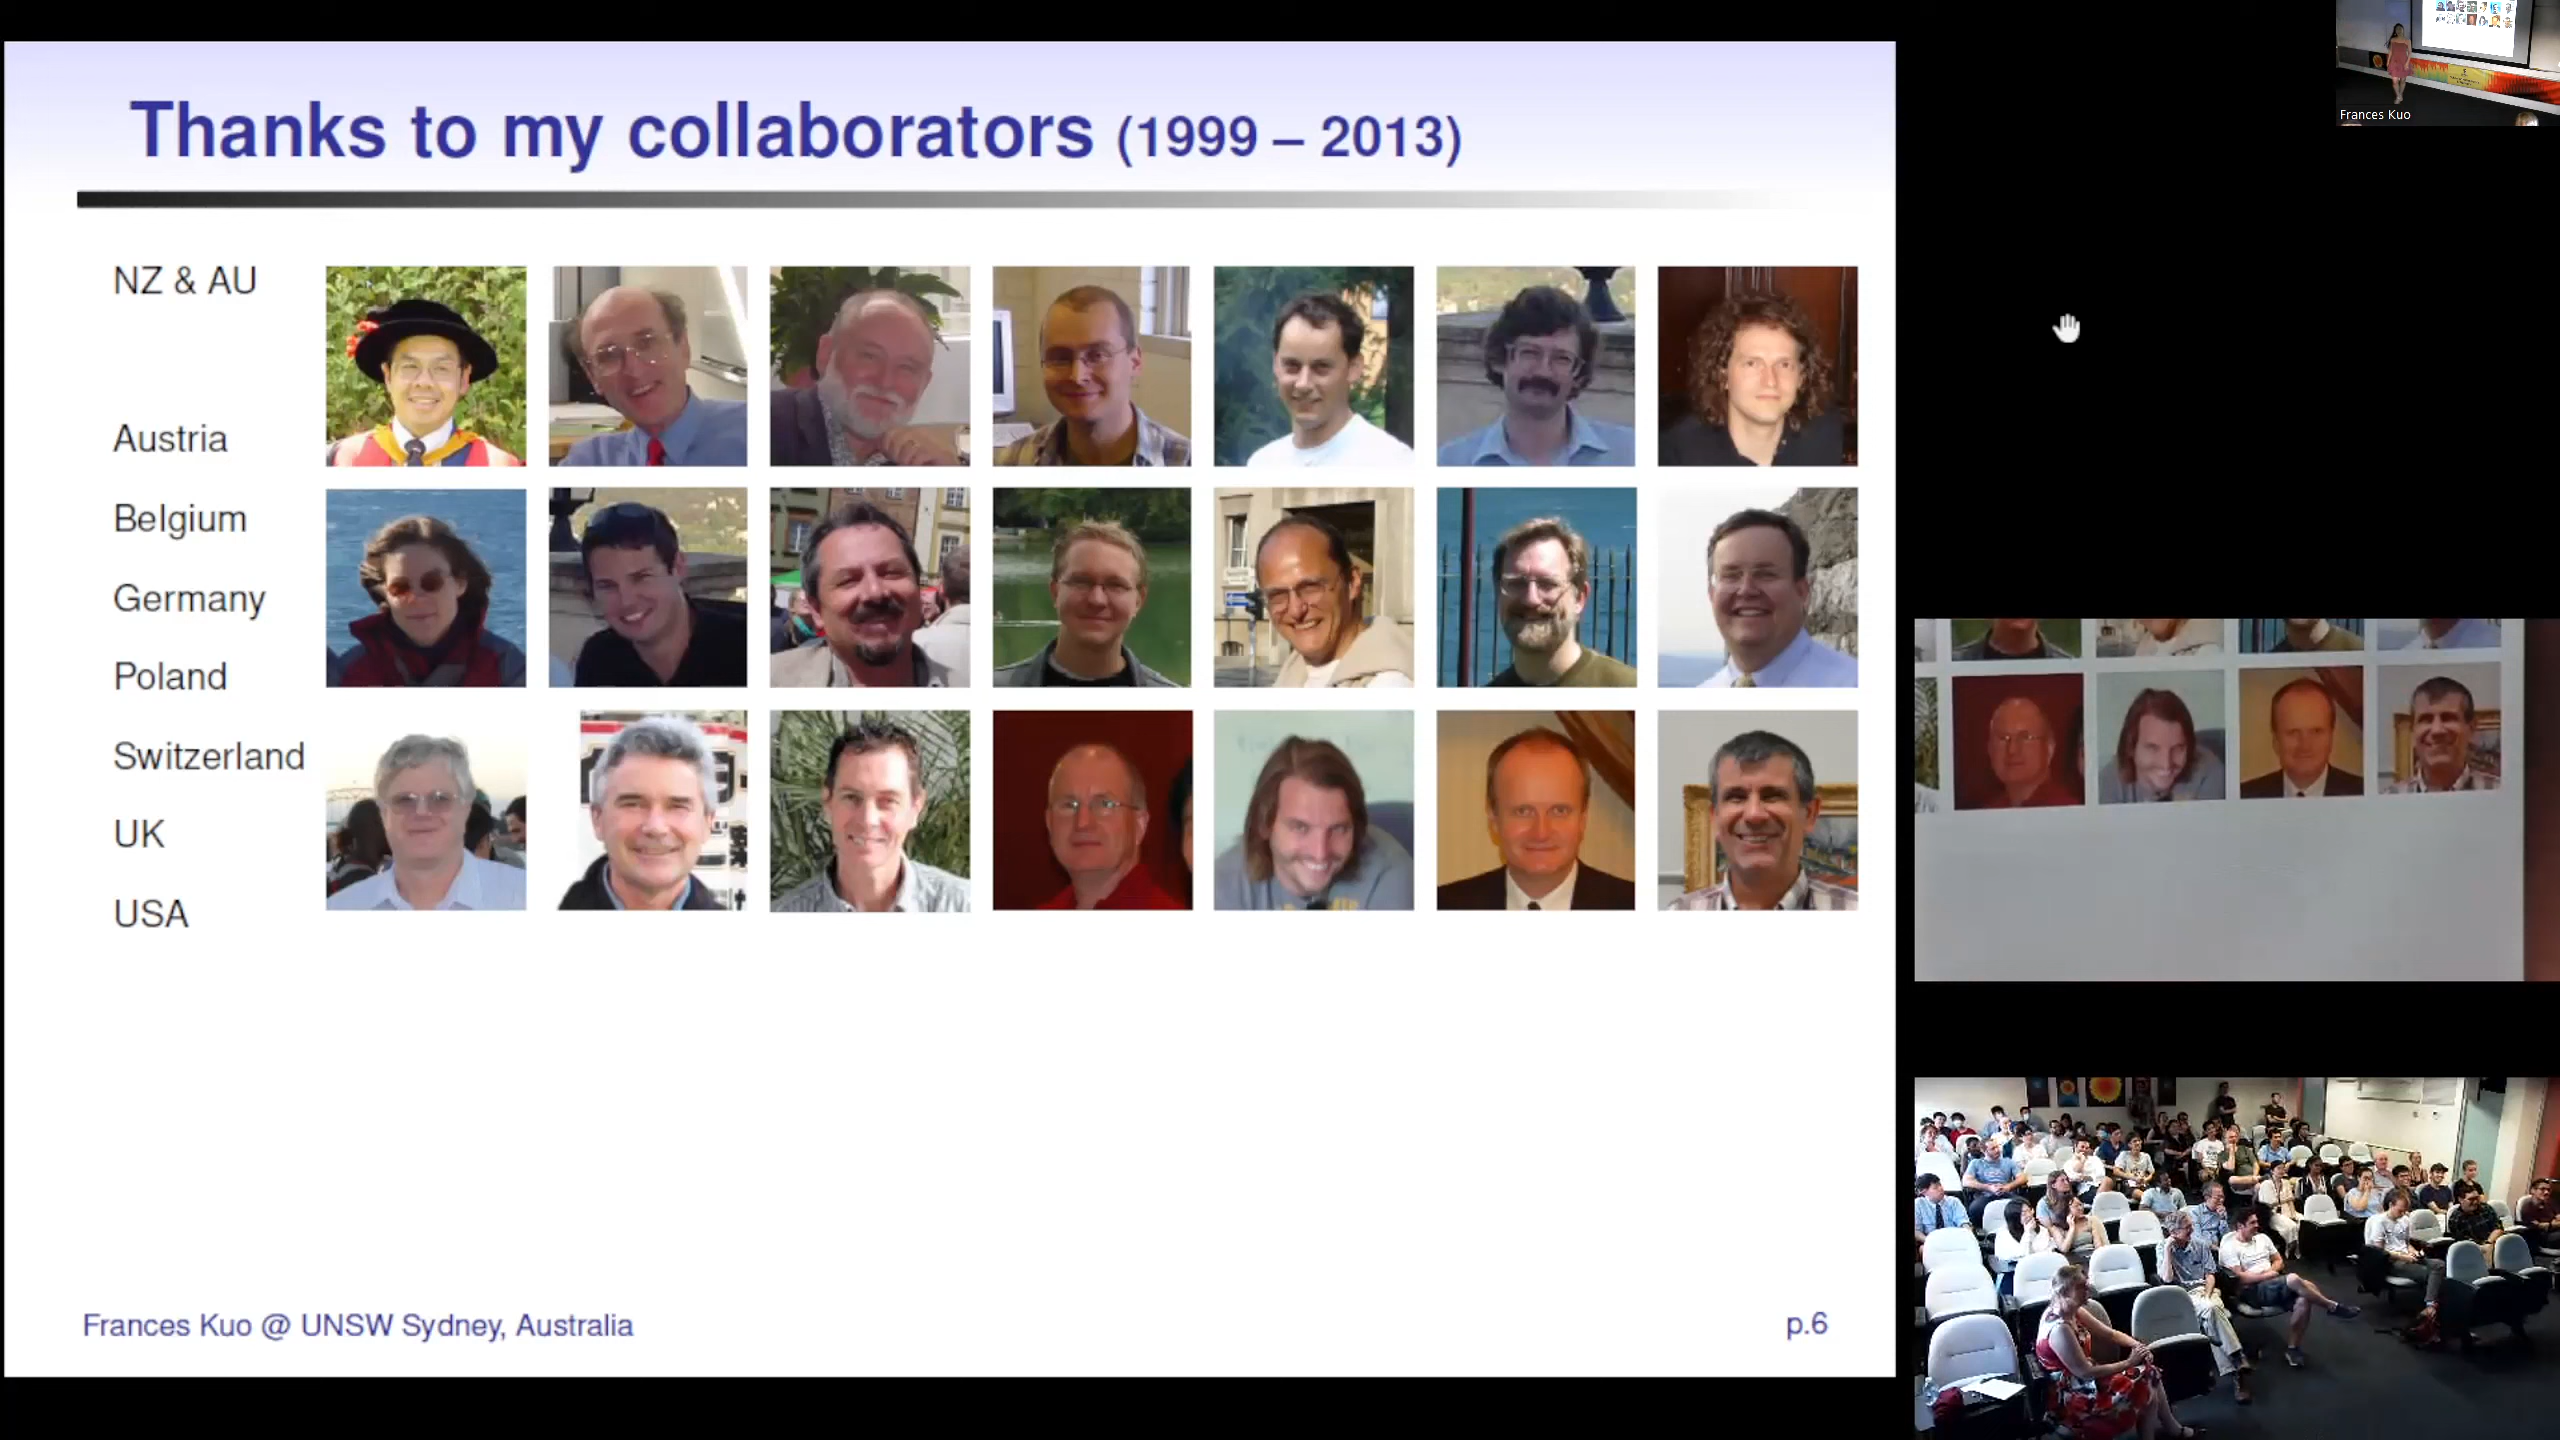 Thanks to my collaborators (1999 – 2013)
NZ & AU
Austria
Belgium
Germany
Poland
Switzerland
UK
USA
Frances Kuo @ UNSW Sydney, Australia
p.6
Frances Kuo